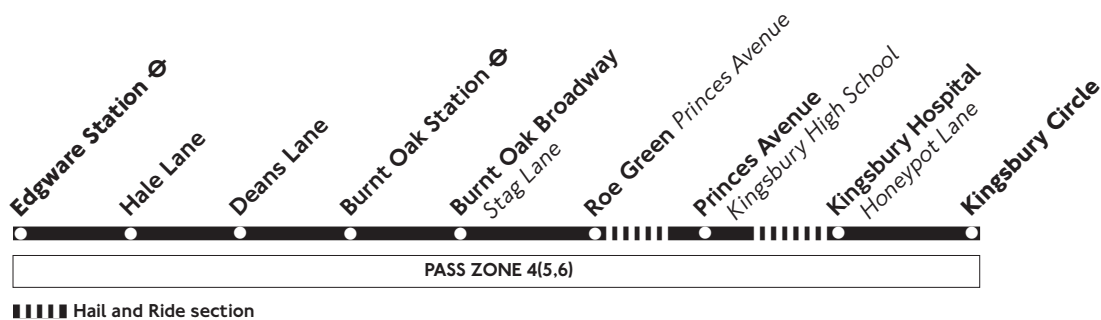 Edgware Station
Hale Lane
Deans Lane
Burnt Oak Station
Burnt Oak Broadway
Stag Lane
Roe Green Princes Avenue
Princes Avenue
Kingsbury High School
Kingsbury Hospital
Honeypot Lane
Kingsbury Circle
PASS ZONE 4(5,6)
Hail and Ride section